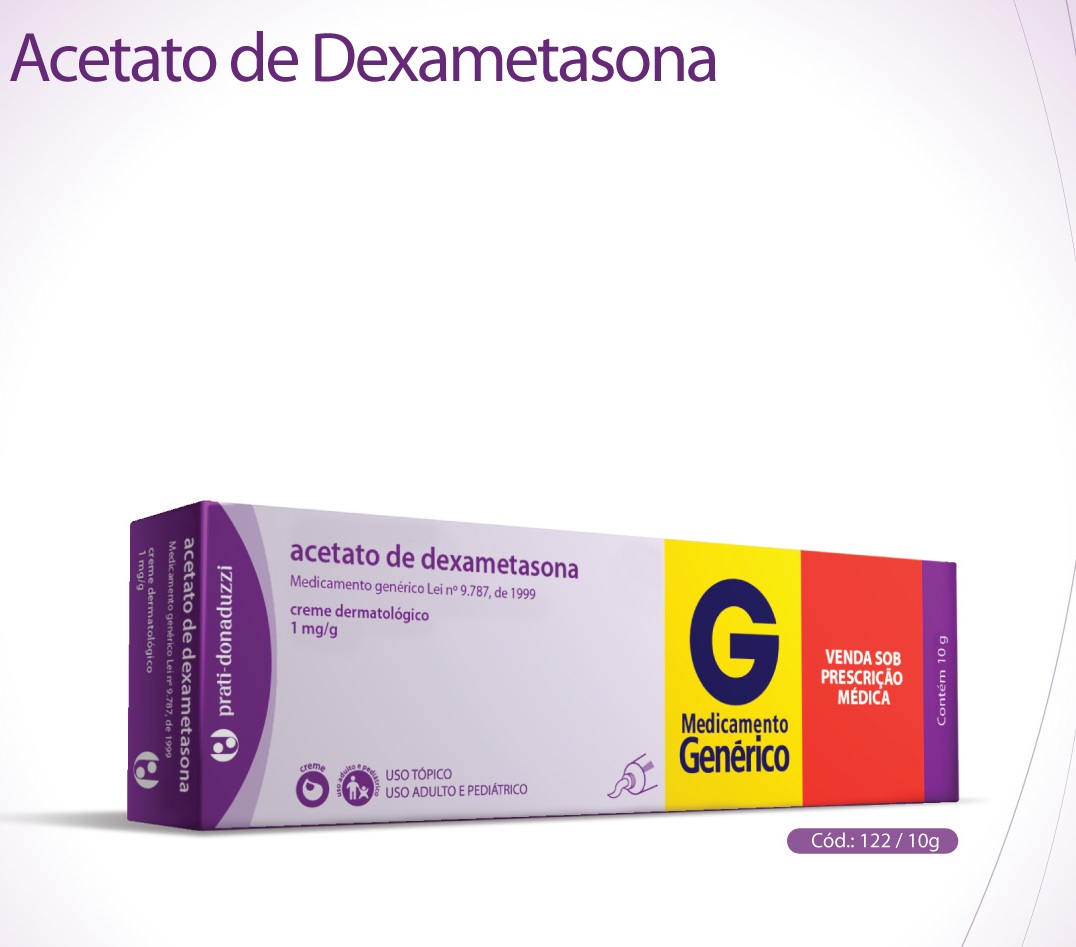 Acetato de Dexametasona
acetato de dexametasona
Medicamento genérico Lei nº 9.787, de 1999
creme dermatológico
1 mg/g
prati-donaduzzi
acetato de dexametasona
Medicamento genérico Lei nº 9.787, de 1999
creme dermatológico
1 mg/g
creme
uso adulto e pediátrico
USO TÓPICO
USO ADULTO E PEDIÁTRICO
G
Medicamento
Genérico
VENDA SOB
PRESCRIÇÃO
MÉDICA
Contém 10 g
Cód.: 122 / 10g